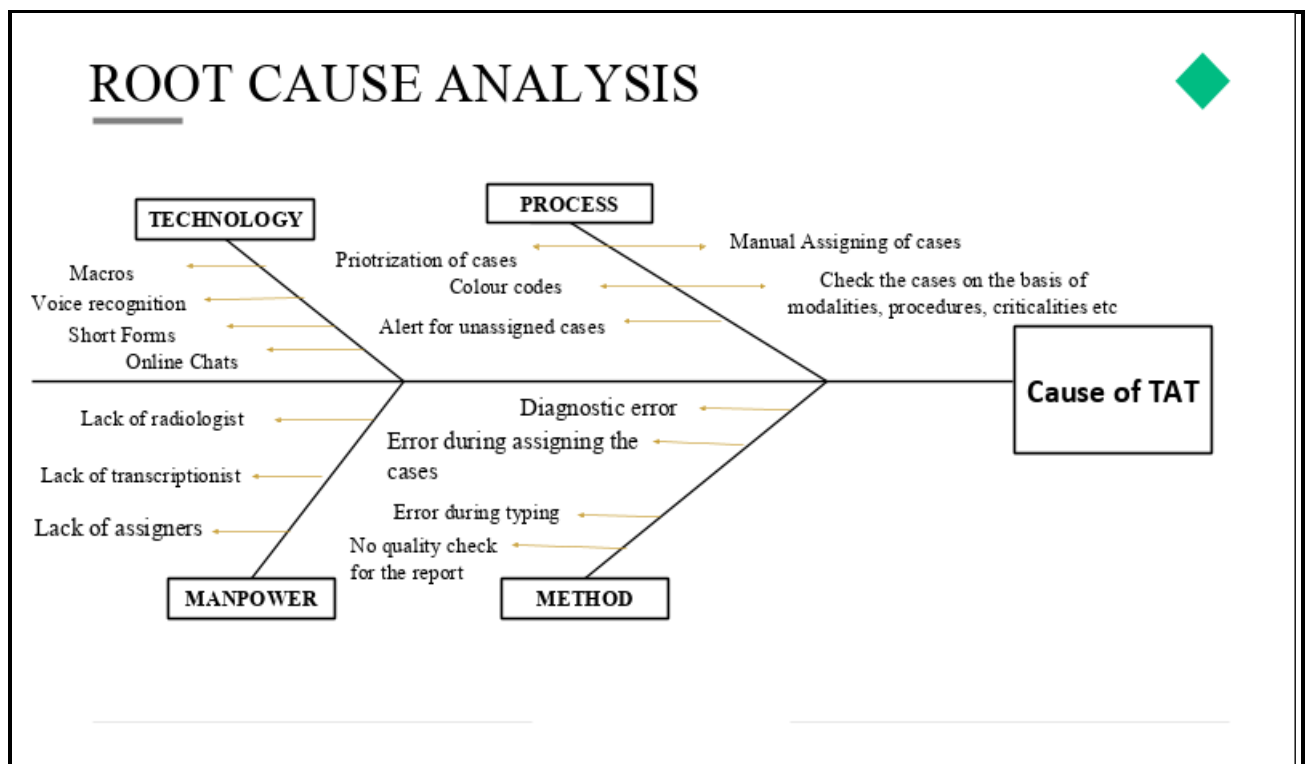 ROOT CAUSE ANALYSIS
TECHNOLOGY
Macros
Voice recognition
Short Forms
Online Chats
PROCESS
Priotrization of cases
Colour codes
Alert for unassigned cases
Manual Assigning of cases
Check the cases on the basis of
modalities, procedures, criticalities etc
Cause of TAT
Lack of radiologist
Lack of transcriptionist
Lack of assigners
MANPOWER
Diagnostic error
Error during assigning the
cases
Error during typing
No quality check
for the report
METHOD